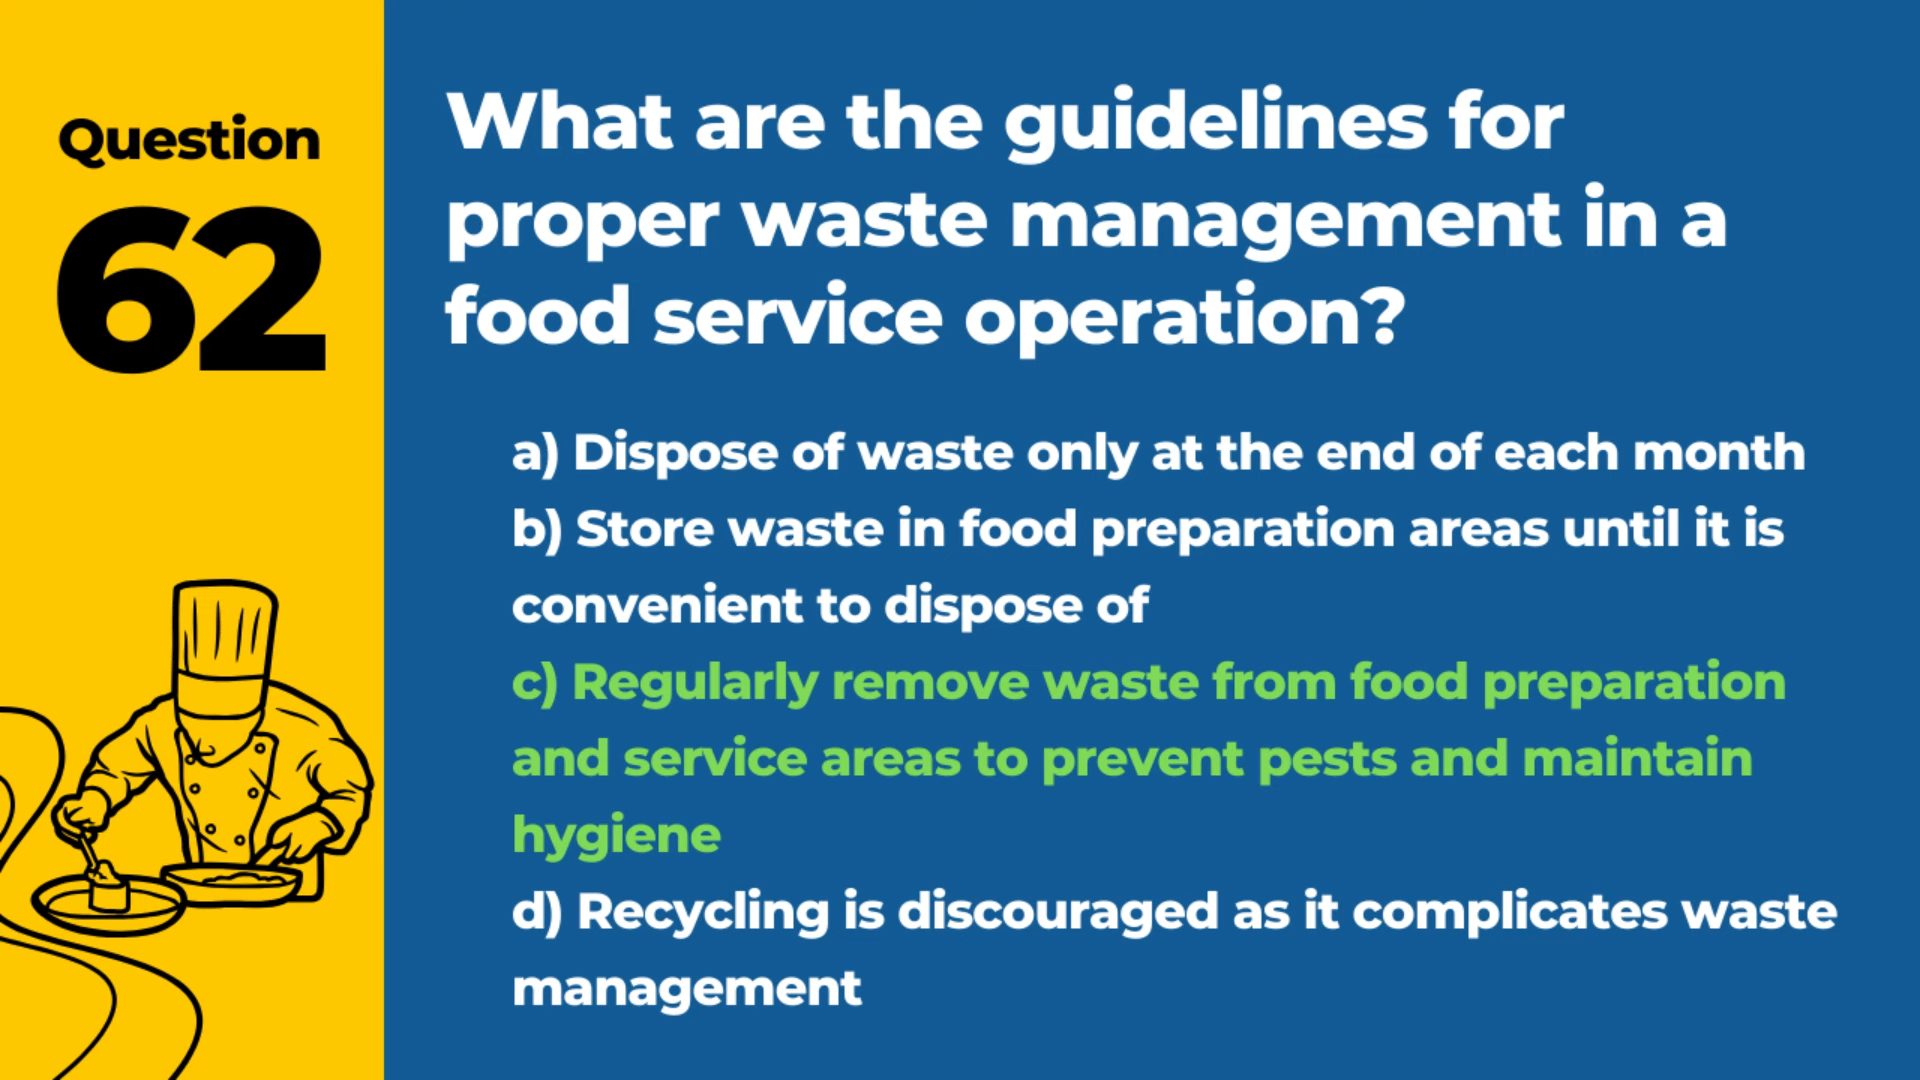 Question
62
What are the guidelines for
proper waste management in a
food service operation?
a) Dispose of waste only at the end of each month
b) Store waste in food preparation areas until it is
convenient to dispose of
c) Regularly remove waste from food preparation
and service areas to prevent pests and maintain
hygiene
d) Recycling is discouraged as it complicates waste
management